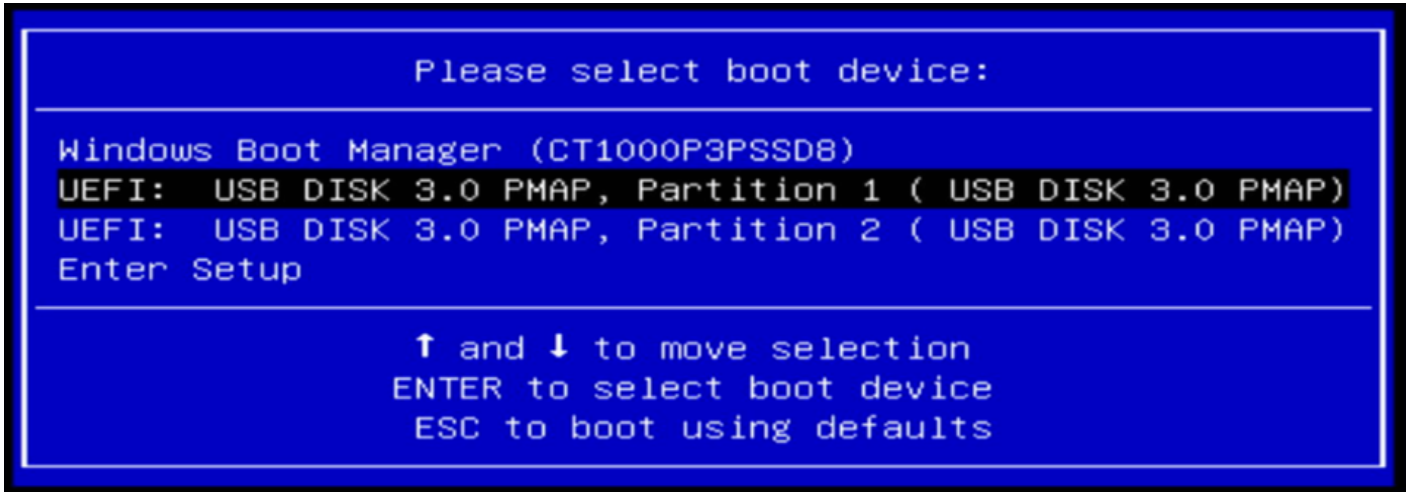 Please select boot device:
Windows Boot Manager (CT1000P3PSSD8)
UEFI:  USB DISK 3.0 PMAP, Partition 1 ( USB DISK 3.0 PMAP)
UEFI:  USB DISK 3.0 PMAP, Partition 2 ( USB DISK 3.0 PMAP)
Enter Setup
↑ and ↓ to move selection
ENTER to select boot device
ESC to boot using defaults